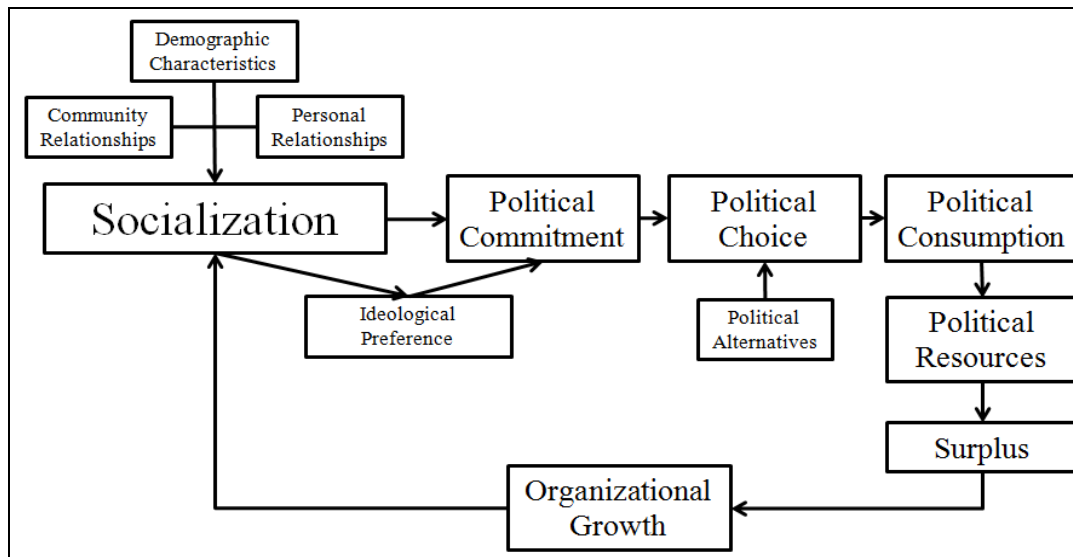 Demographic
Characteristics
Community
Relationships
Personal
Relationships
Socialization
Political
Commitment
Political
Choice
Political
Consumption
Ideological
Preference
Political
Alternatives
Political
Resources
Surplus
Organizational
Growth